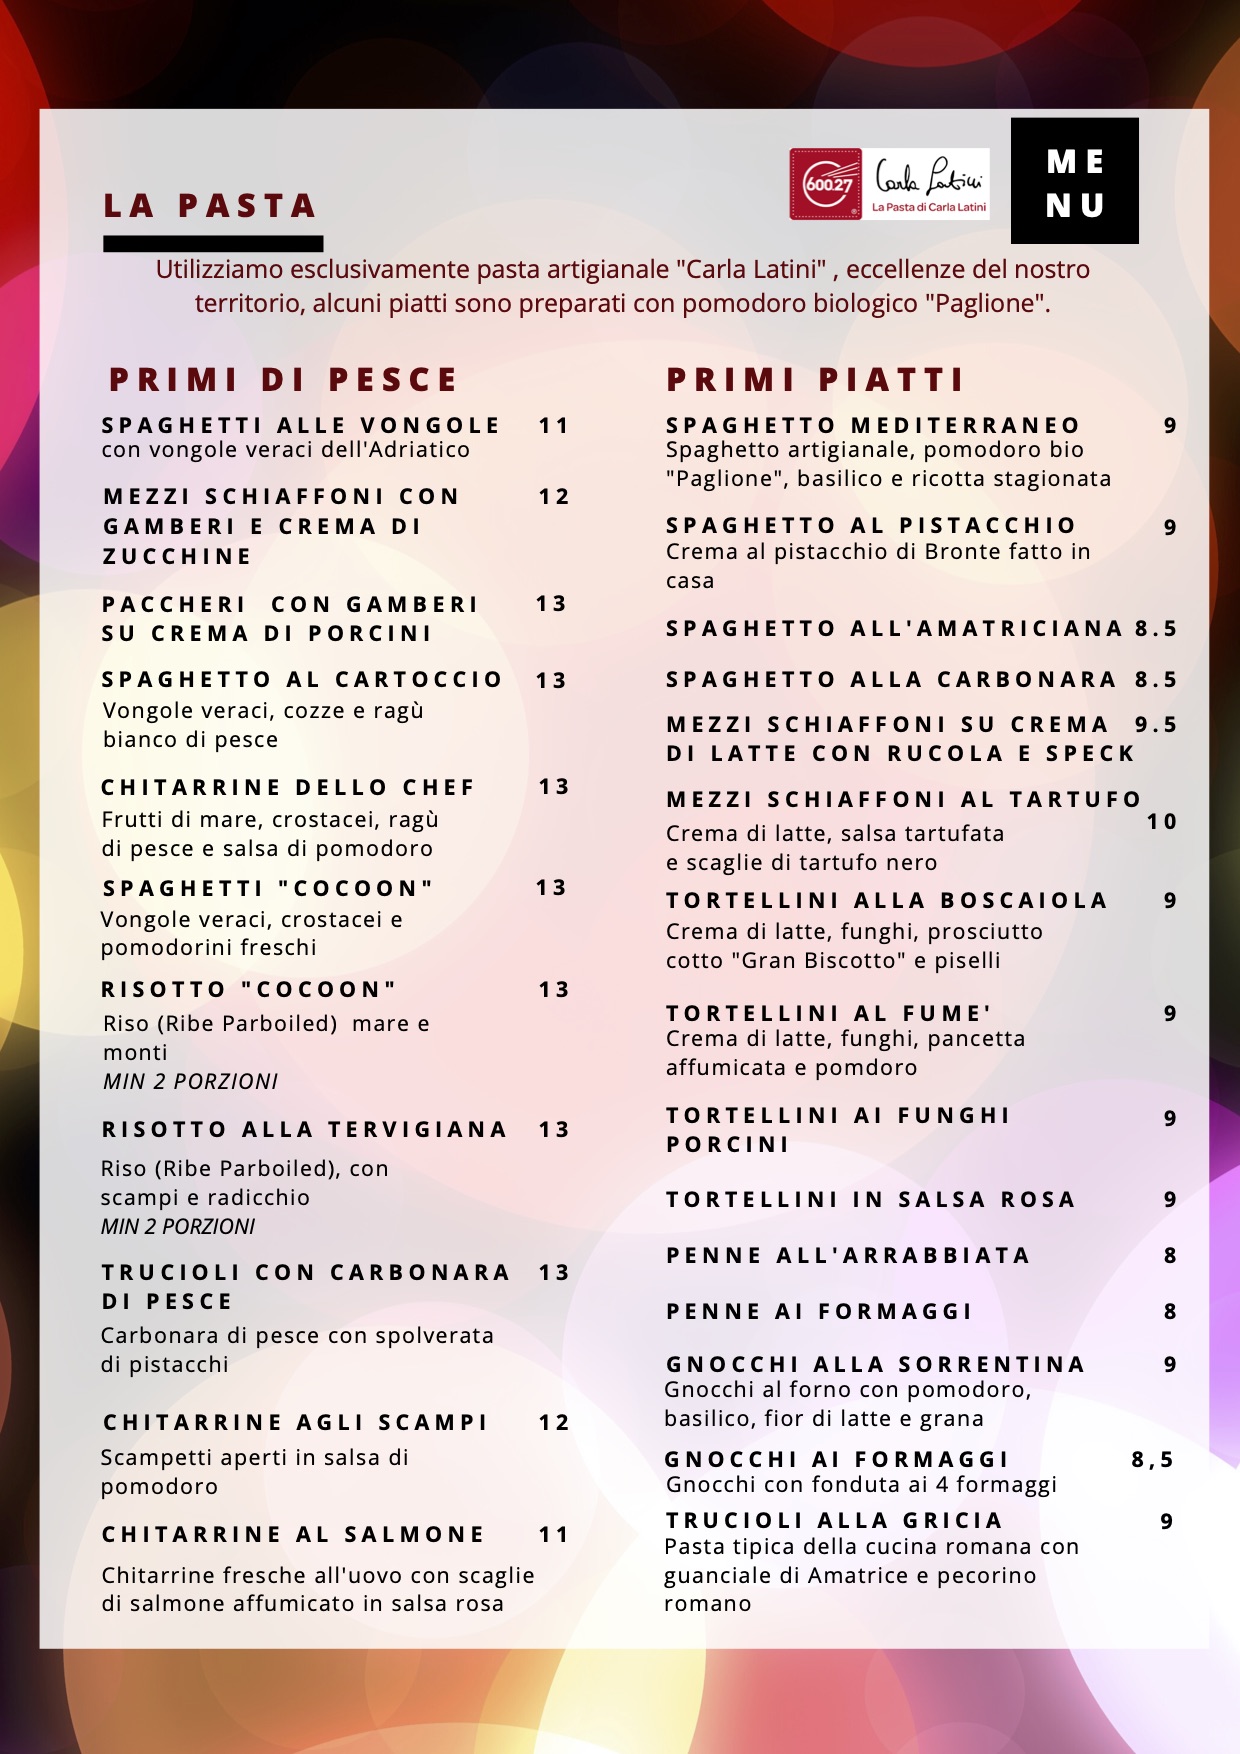 ME
NU
600.27
®
Carla Latini
La Pasta di Carla Latini
LA PASTA
Utilizziamo esclusivamente pasta artigianale "Carla Latini" , eccellenze del nostro
territorio, alcuni piatti sono preparati con pomodoro biologico "Paglione".
PRIMI DI PESCE
SPAGHETTI ALLE VONGOLE 11
con vongole veraci dell'Adriatico
MEZZI SCHIAFFONI CON 12
GAMBERI E CREMA DI
ZUCCHINE
PACCHERI CON GAMBERI 13
SU CREMA DI PORCINI
SPAGHETTO AL CARTOCCIO 13
Vongole veraci, cozze e ragù
bianco di pesce
CHITARRINE DELLO CHEF 13
Frutti di mare, crostacei, ragù
di pesce e salsa di pomodoro
SPAGHETTI "COCOON" 13
Vongole veraci, crostacei e
pomodorini freschi
RISOTTO "COCOON" 13
Riso (Ribe Parboiled) mare e
monti
MIN 2 PORZIONI
RISOTTO ALLA TERVIGIANA 13
Riso (Ribe Parboiled), con
scampi e radicchio
MIN 2 PORZIONI
TRUCIOLI CON CARBONARA 13
DI PESCE
Carbonara di pesce con spolverata
di pistacchi
CHITARRINE AGLI SCAMPI 12
Scampetti aperti in salsa di
pomodoro
CHITARRINE AL SALMONE 11
Chitarrine fresche all'uovo con scaglie
di salmone affumicato in salsa rosa
PRIMI PIATTI
SPAGHETTO MEDITERRANEO 9
Spaghetto artigianale, pomodoro bio
"Paglione", basilico e ricotta stagionata
SPAGHETTO AL PISTACCHIO 9
Crema al pistacchio di Bronte fatto in
casa
SPAGHETTO ALL'AMATRICIANA 8.5
SPAGHETTO ALLA CARBONARA 8.5
MEZZI SCHIAFFONI SU CREMA 9.5
DI LATTE CON RUCOLA E SPECK
MEZZI SCHIAFFONI AL TARTUFO
10
Crema di latte, salsa tartufata
e scaglie di tartufo nero
TORTELLINI ALLA BOSCAIOLA 9
Crema di latte, funghi, prosciutto
cotto "Gran Biscotto" e piselli
TORTELLINI AL FUME' 9
Crema di latte, funghi, pancetta
affumicata e pomdoro
TORTELLINI AI FUNGHI 9
PORCINI
TORTELLINI IN SALSA ROSA 9
PENNE ALL'ARRABBIATA 8
PENNE AI FORMAGGI 8
GNOCCHI ALLA SORRENTINA 9
Gnocchi al forno con pomodoro,
basilico, fior di latte e grana
GNOCCHI AI FORMAGGI 8,5
Gnocchi con fonduta ai 4 formaggi
TRUCIOLI ALLA GRICIA 9
Pasta tipica della cucina romana con
guanciale di Amatrice e pecorino
romano